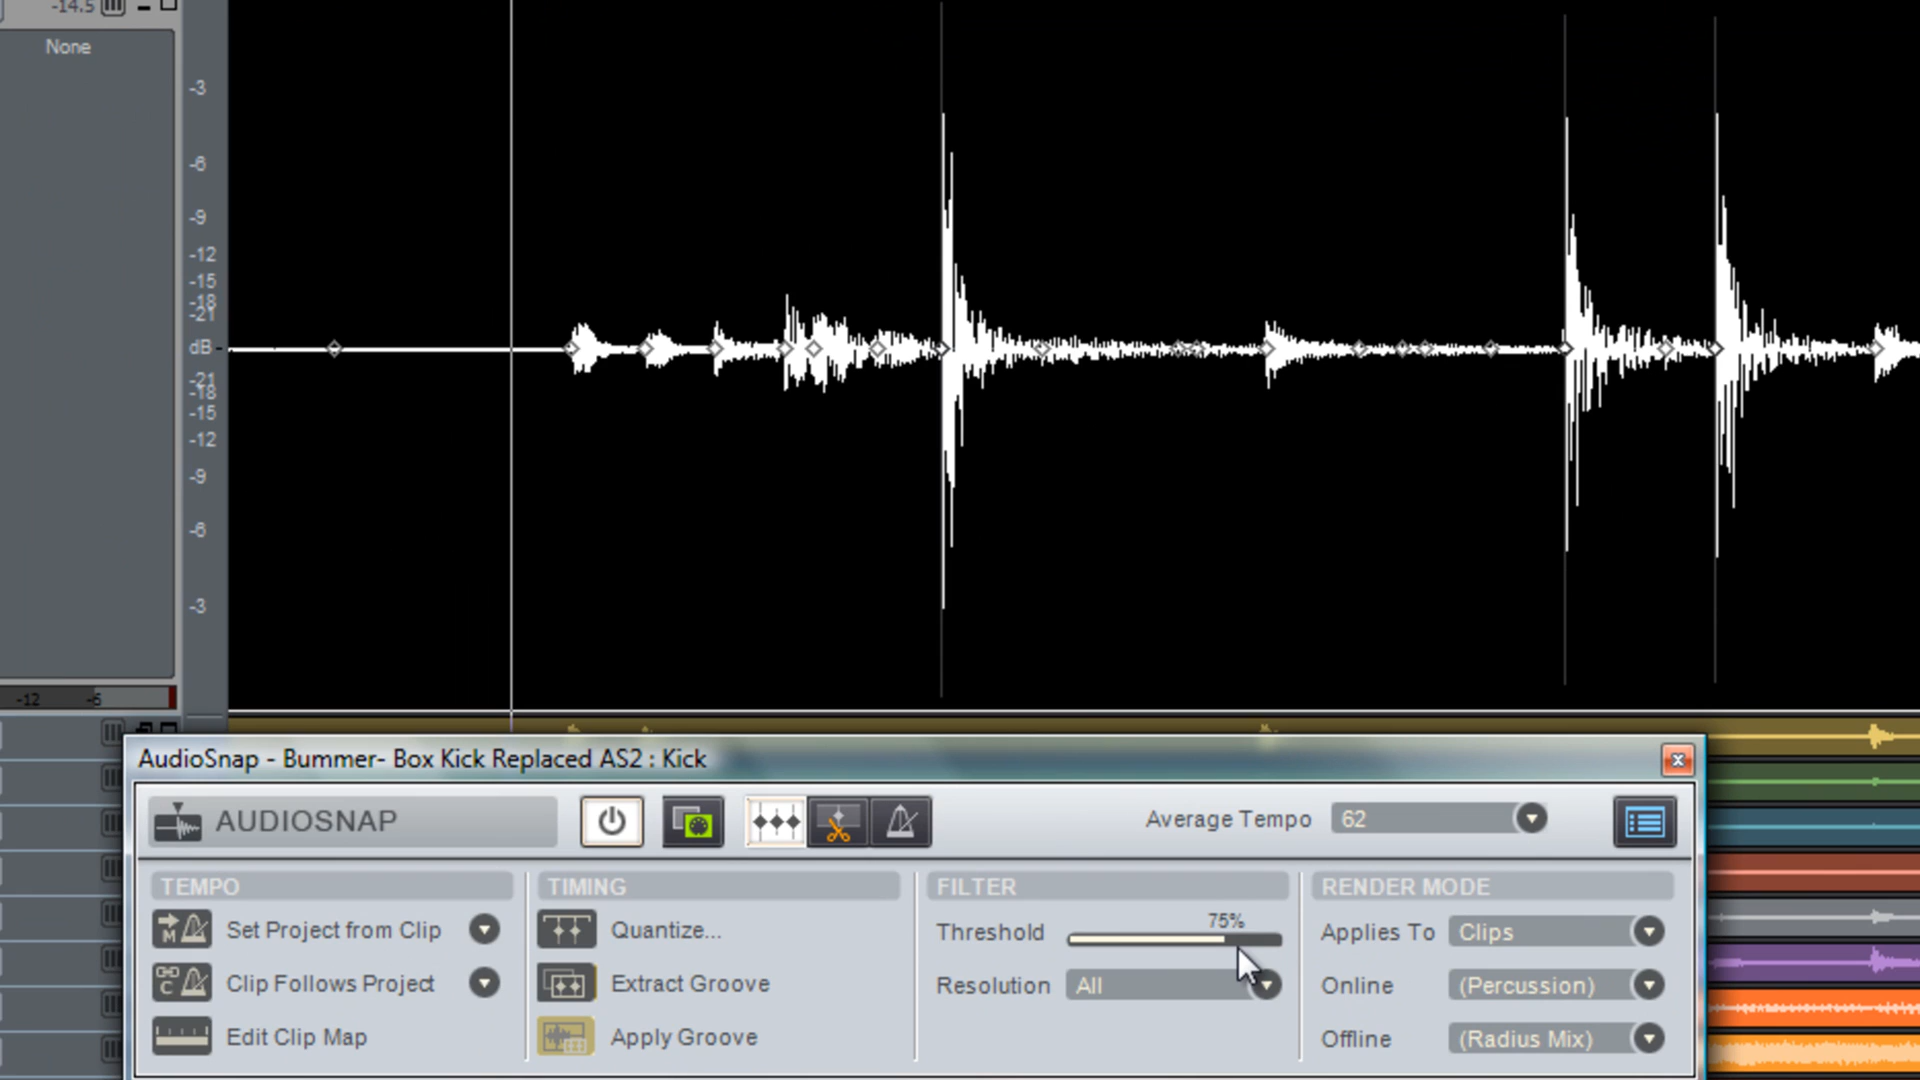 -14.5
None
-3
-6
-9
-12
-15
-18
-21
dB
-21
-18
-15
-12
-9
-6
-3
-12 -6
AudioSnap - Bummer- Box Kick Replaced AS2 : Kick
AUDIOSNAP
Average Tempo 62
TEMPO
Set Project from Clip
Clip Follows Project
Edit Clip Map
TIMING
Quantize...
Extract Groove
Apply Groove
FILTER
75%
Threshold
Resolution All
RENDER MODE
Applies To Clips
Online (Percussion)
Offline (Radius Mix)